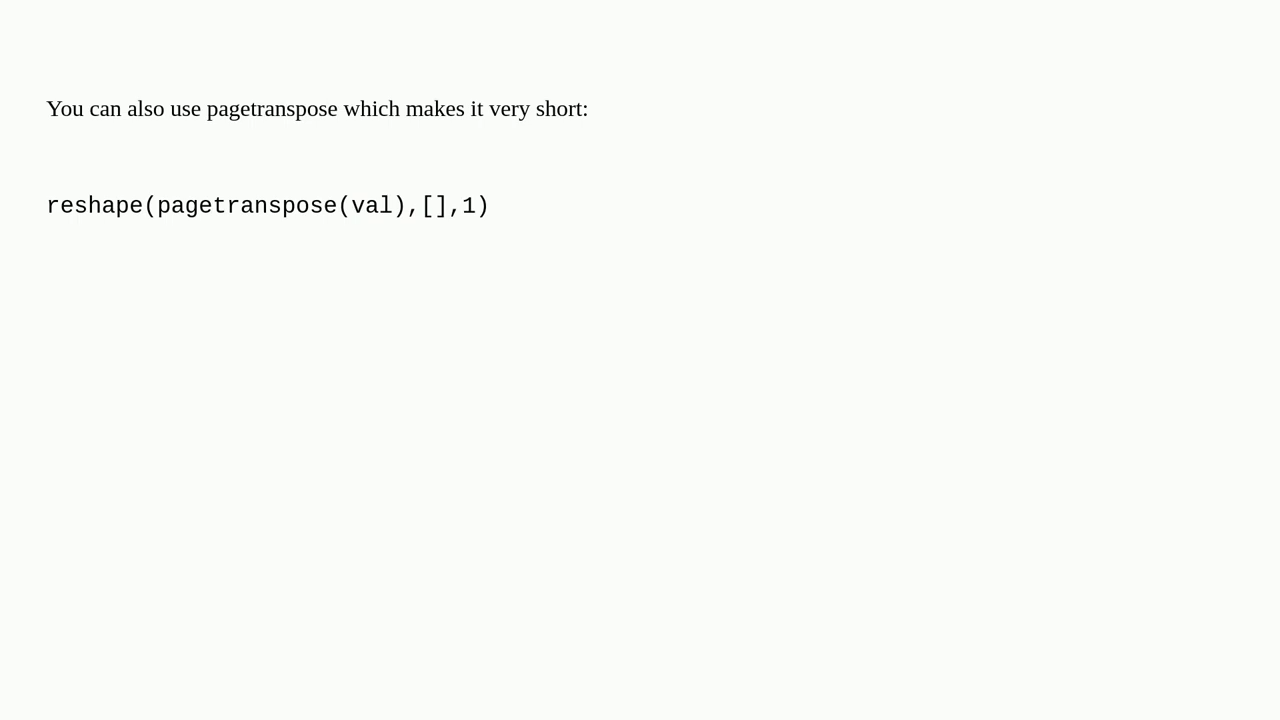 You can also use pagetranspose which makes it very short:
reshape(pagetranspose(val),[],1)